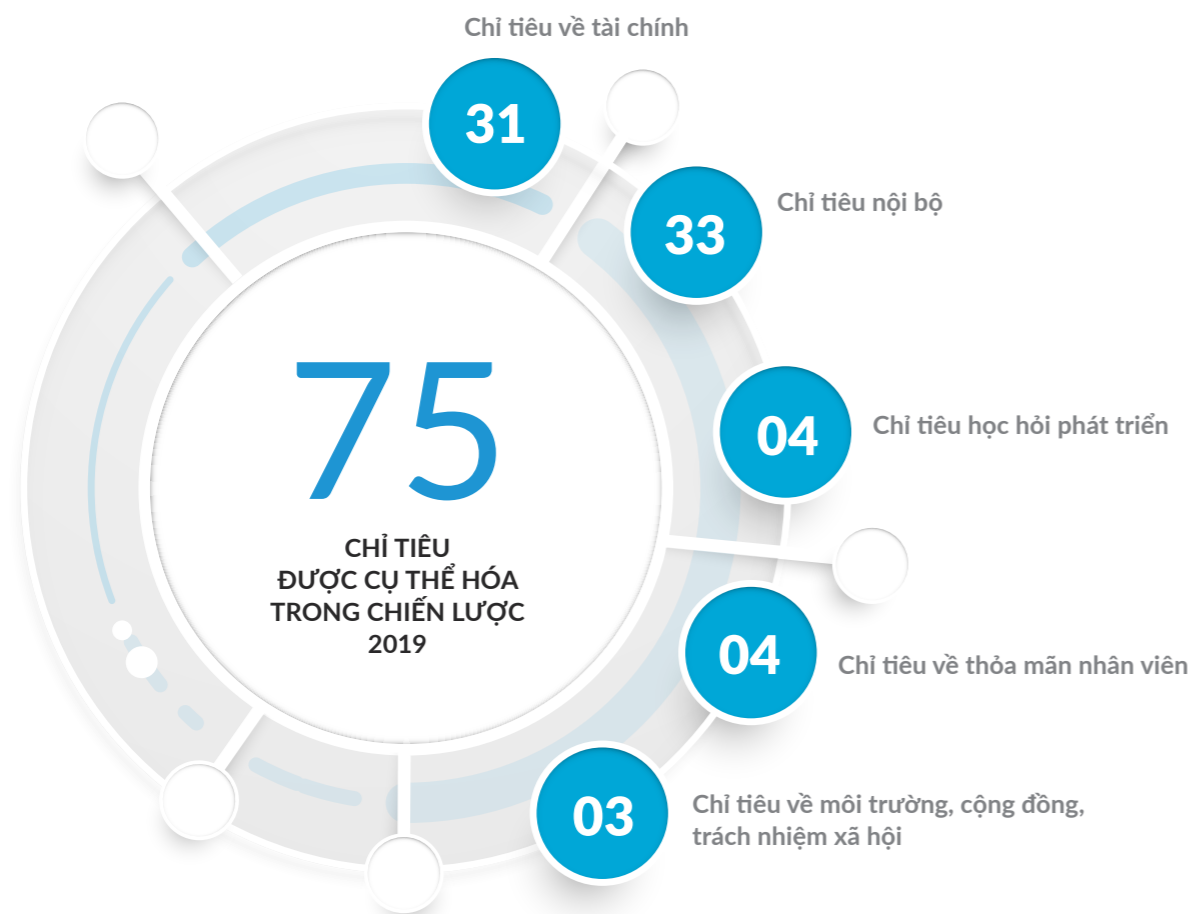 Chỉ tiêu về tài chính
31
33
Chỉ tiêu nội bộ
04
Chỉ tiêu học hỏi phát triển
75
CHỈ TIÊU
ĐƯỢC CỤ THỂ HÓA
TRONG CHIẾN LƯỢC
2019
04
Chỉ tiêu về thỏa mãn nhân viên
03
Chỉ tiêu về môi trường, cộng đồng,
trách nhiệm xã hội